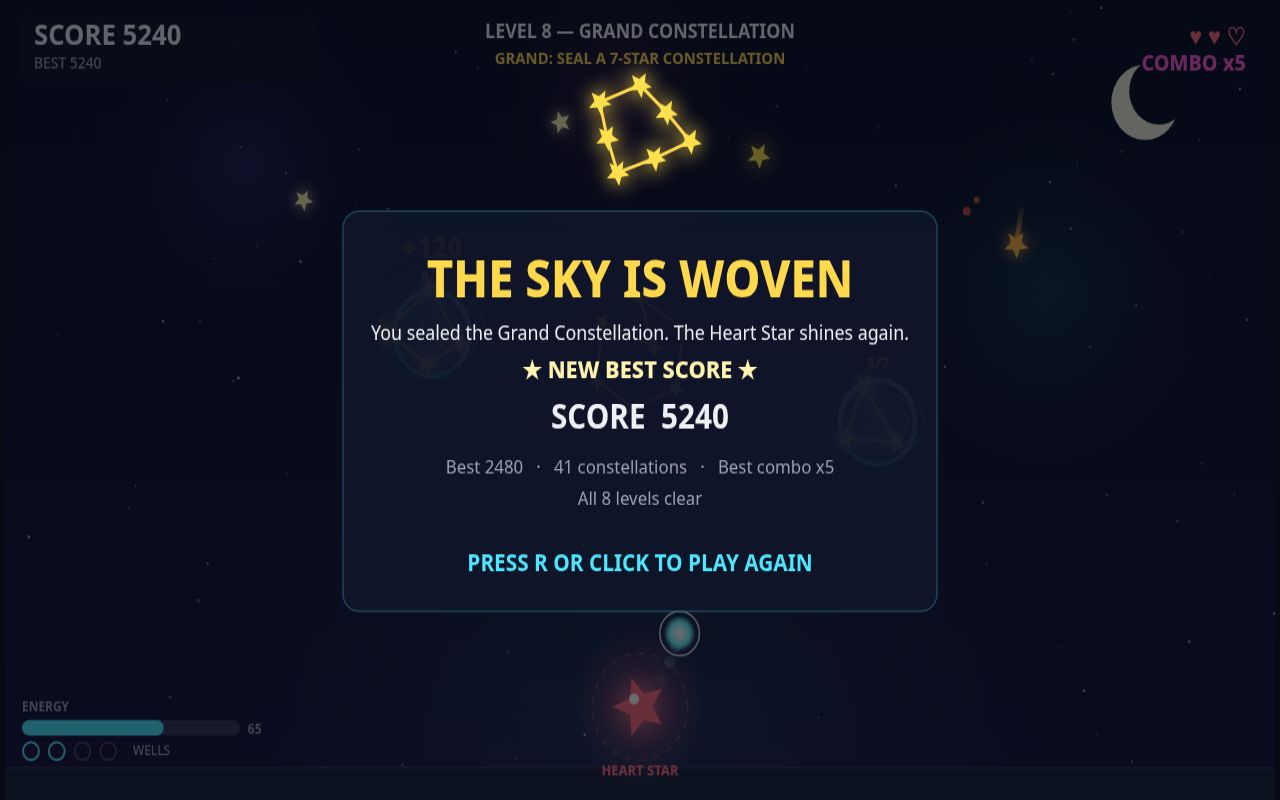 SCORE 5240
BEST 5240
LEVEL 8 — GRAND CONSTELLATION
GRAND: SEAL A 7-STAR CONSTELLATION
♥ ♥ ♡
COMBO x5
+120
THE SKY IS WOVEN
You sealed the Grand Constellation. The Heart Star shines again.
★ NEW BEST SCORE ★
3/7
SCORE 5240
Best 2480 · 41 constellations · Best combo x5
All 8 levels clear
PRESS R OR CLICK TO PLAY AGAIN
ENERGY
65
WELLS
HEART STAR